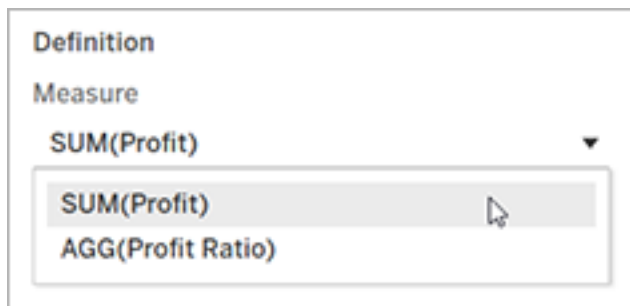 Definition
Measure
SUM(Profit)
SUM(Profit)
AGG(Profit Ratio)